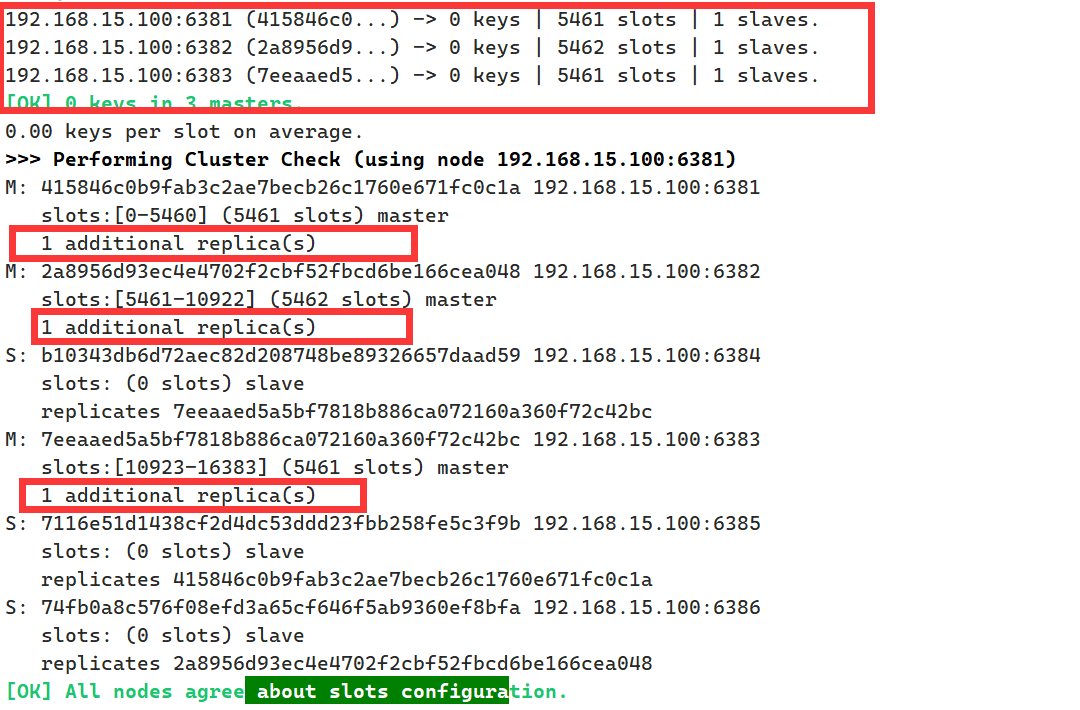 192.168.15.100:6381 (415846c0...) -> 0 keys | 5461 slots | 1 slaves.
192.168.15.100:6382 (2a8956d9...) -> 0 keys | 5462 slots | 1 slaves.
192.168.15.100:6383 (7eeaaed5...) -> 0 keys | 5461 slots | 1 slaves.
[OK] 0 keys in 3 masters.
0.00 keys per slot on average.
>>> Performing Cluster Check (using node 192.168.15.100:6381)
M: 415846c0b9fab3c2ae7becb26c1760e671fc0c1a 192.168.15.100:6381
   slots:[0-5460] (5461 slots) master
   1 additional replica(s)
M: 2a8956d93ec4e4702f2cbf52fbcd6be166cea048 192.168.15.100:6382
   slots:[5461-10922] (5462 slots) master
   1 additional replica(s)
S: b10343db6d72aec82d208748be89326657daad59 192.168.15.100:6384
   slots: (0 slots) slave
   replicates 7eeaaed5a5bf7818b886ca072160a360f72c42bc
M: 7eeaaed5a5bf7818b886ca072160a360f72c42bc 192.168.15.100:6383
   slots:[10923-16383] (5461 slots) master
   1 additional replica(s)
S: 7116e51d1438cf2d4dc53ddd23fbb258fe5c3f9b 192.168.15.100:6385
   slots: (0 slots) slave
   replicates 415846c0b9fab3c2ae7becb26c1760e671fc0c1a
S: 74fb0a8c576f08efd3a65cf646f5ab9360ef8bfa 192.168.15.100:6386
   slots: (0 slots) slave
   replicates 2a8956d93ec4e4702f2cbf52fbcd6be166cea048
[OK] All nodes agree about slots configuration.